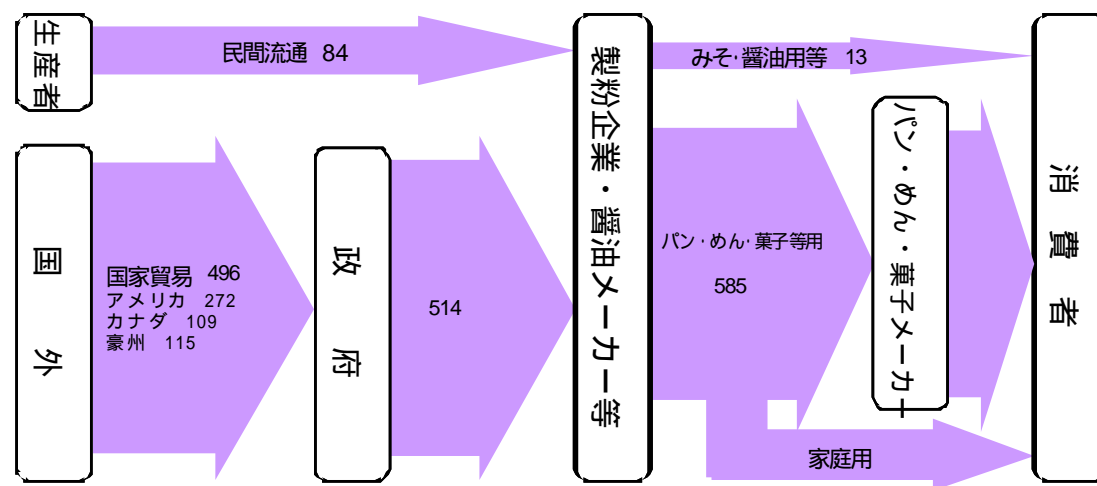 生産者
民間流通 84
製粉企業・醤油メーカー等
みそ・醤油用等 13
パン・めん・菓子メーカー
消費者
国外
国家貿易 496
アメリカ 272
カナダ 109
豪州 115
政府
514
パン・めん・菓子等用
585
家庭用